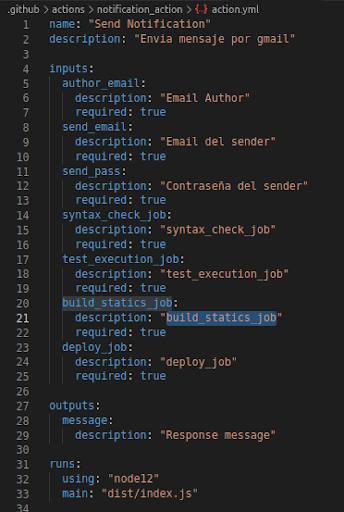 .github > actions > notification_action > {·} action.yml
1 name: "Send Notification"
2 description: "Envia mensaje por gmail"
3
4 inputs:
5 author_email:
6 description: "Email Author"
7 required: true
8 send_email:
9 description: "Email del sender"
10 required: true
11 send_pass:
12 description: "Contraseña del sender"
13 required: true
14 syntax_check_job:
15 description: "syntax_check_job"
16 required: true
17 test_execution_job:
18 description: "test_execution_job"
19 required: true
20 build_statics_job:
21 description: "build_statics_job"
22 required: true
23 deploy_job:
24 description: "deploy_job"
25 required: true
26
27 outputs:
28 message:
29 description: "Response message"
30
31 runs:
32 using: "node12"
33 main: "dist/index.js"
34